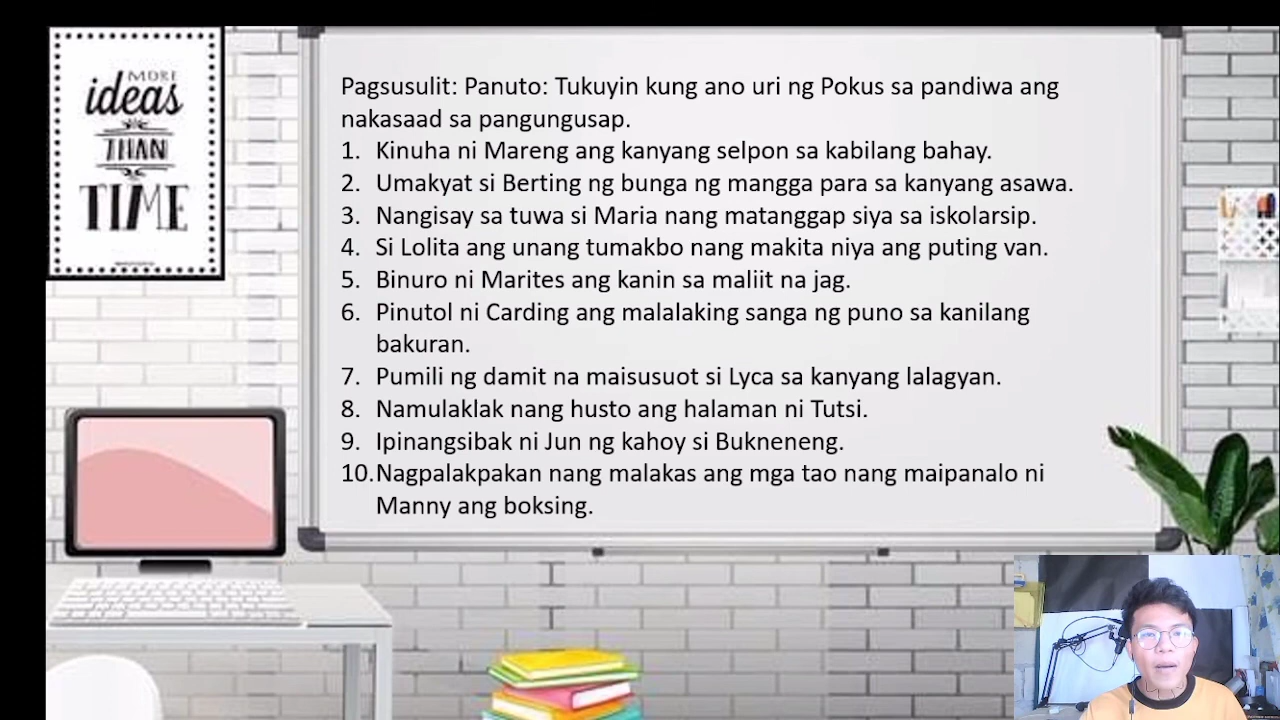 MORE
ideas
THAN
TIME
Pagsusulit: Panuto: Tukuyin kung ano uri ng Pokus sa pandiwa ang
nakasaad sa pangungusap.
1. Kinuha ni Mareng ang kanyang selpon sa kabilang bahay.
2. Umakyat si Berting ng bunga ng mangga para sa kanyang asawa.
3. Nangisay sa tuwa si Maria nang matanggap siya sa iskolarsip.
4. Si Lolita ang unang tumakbo nang makita niya ang puting van.
5. Binuro ni Marites ang kanin sa maliit na jag.
6. Pinutol ni Carding ang malalaking sanga ng puno sa kanilang
bakuran.
7. Pumili ng damit na maisusuot si Lyca sa kanyang lalagyan.
8. Namulaklak nang husto ang halaman ni Tutsi.
9. Ipinangsibak ni Jun ng kahoy si Bukneneng.
10. Nagpalakpakan nang malakas ang mga tao nang maipanalo ni
Manny ang boksing.